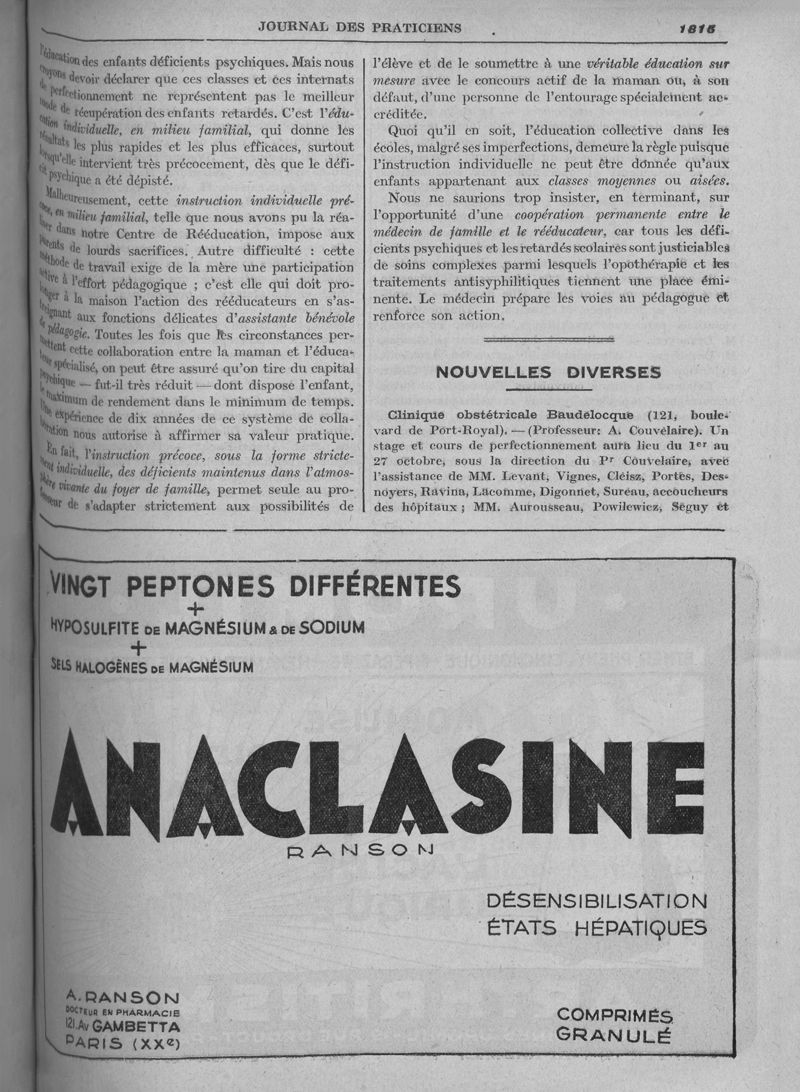 JOURNAL DES PRATICIENS
1815
l'éducation des enfants déficients psychiques. Mais nous
croyons devoir déclarer que ces classes et ces internats
de perfectionnement ne représentent pas le meilleur
mode de récupération des enfants retardés. C'est l'édu-
cation individuelle, en milieu familial, qui donne les
résultats les plus rapides et les plus efficaces, surtout
lorsqu'elle intervient très précocement, dès que le défi-
cit psychique a été dépisté.
Malheureusement, cette instruction individuelle pré-
coce, en milieu familial, telle que nous avons pu la réa-
liser dans notre Centre de Rééducation, impose aux
parents de lourds sacrifices. Autre difficulté : cette
méthode de travail exige de la mère une participation
active à l'effort pédagogique ; c'est elle qui doit pro-
longer à la maison l'action des rééducateurs en s'as-
treignant aux fonctions délicates d'assistante bénévole
de pédagogie. Toutes les fois que les circonstances per-
mettent cette collaboration entre la maman et l'éduca-
teur spécialisé, on peut être assuré qu'on tire du capital
psychique — fut-il très réduit — dont dispose l'enfant,
le maximum de rendement dans le minimum de temps.
Une expérience de dix années de ce système de colla-
boration nous autorise à affirmer sa valeur pratique.
En fait, l'instruction précoce, sous la forme stricte-
ment individuelle, des déficients maintenus dans l'atmos-
phère vivante du foyer de famille, permet seule au pro-
fesseur de s'adapter strictement aux possibilités de
l'élève et de le soumettre à une véritable éducation sur
mesure avec le concours actif de la maman ou, à son
défaut, d'une personne de l'entourage spécialement ac-
créditée.
Quoi qu'il en soit, l'éducation collective dans les
écoles, malgré ses imperfections, demeure la règle puisque
l'instruction individuelle ne peut être donnée qu'aux
enfants appartenant aux classes moyennes ou aisées.
Nous ne saurions trop insister, en terminant, sur
l'opportunité d'une coopération permanente entre le
médecin de famille et le rééducateur, car tous les défi-
cients psychiques et les retardés scolaires sont justiciables
de soins complexes parmi lesquels l'opothérapie et les
traitements antisyphilitiques tiennent une place émi-
nente. Le médecin prépare les voies au pédagogue et
renforce son action.
NOUVELLES DIVERSES
Clinique obstétricale Baudelocque (121, boule-
vard de Port-Royal). — (Professeur: A. Couvelaire). Un
stage et cours de perfectionnement aura lieu du 1er au
27 octobre, sous la direction du Pr Couvelaire, avec
l'assistance de MM. Levant, Vignes, Cléisz, Portes, Des-
noyers, Ravina, Lacomme, Digonnet, Sureau, accoucheurs
des hôpitaux ; MM. Aurousseau, Powilewicz, Seguy et
VINGT PEPTONES DIFFÉRENTES
+
HYPOSULFITE DE MAGNÉSIUM & DE SODIUM
+
SELS HALOGÈNES DE MAGNÉSIUM
ANACLASINE
RANSON
DÉSENSIBILISATION
ÉTATS HÉPATIQUES
A. RANSON
DOCTEUR EN PHARMACIE
121. AV GAMBETTA
PARIS (XXe)
COMPRIMÉS
GRANULÉ